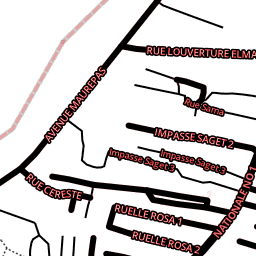 RUE LOUVERTURE ELMA
AVENUE MAUREPAS
Rue Sama
IMPASSE SAGET 2
Impasse Saget 3
Impasse Saget 3
RUE CERESTE
NATIONALE NO 1
RUELLE ROSA 1
RUELLE ROSA 2